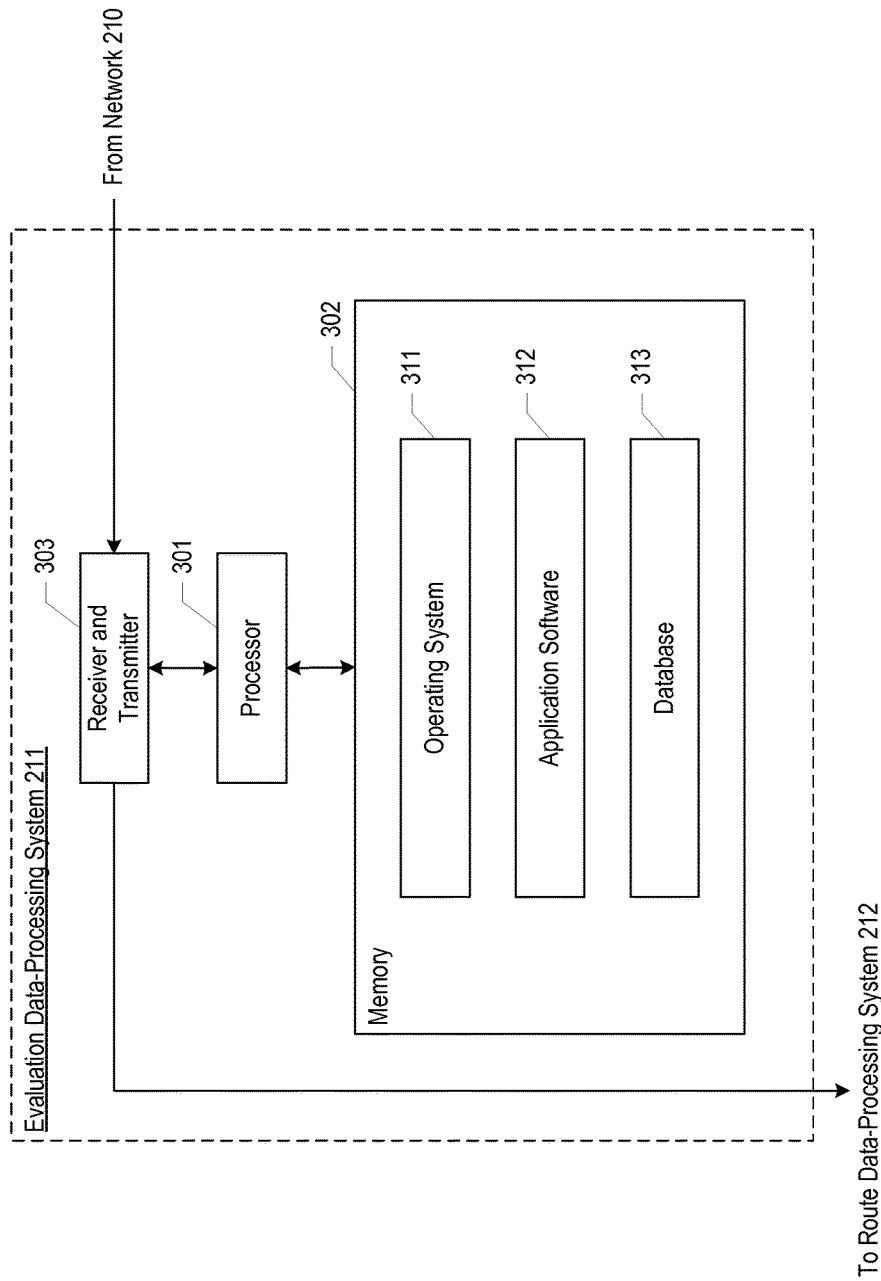 Evaluation Data-Processing System 211
From Network 210
303
Receiver and
Transmitter
301
Processor
302
Memory
311
Operating System
312
Application Software
313
Database
To Route Data-Processing System 212